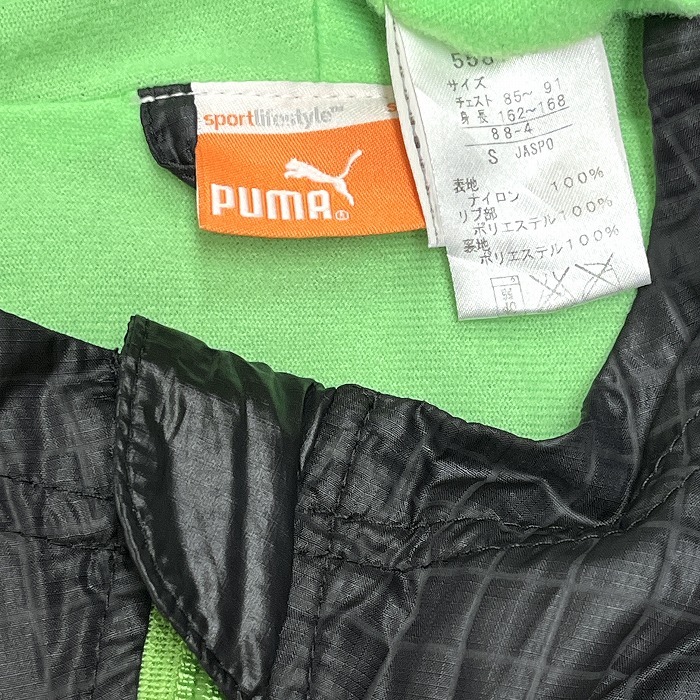 sportlifestyle™ s
PUMA®
サイズ
チェスト 85～ 91
身長 162～168
88-4
S JASPO
表地
ナイロン 100%
リブ部
ポリエステル100%
裏地
ポリエステル100%